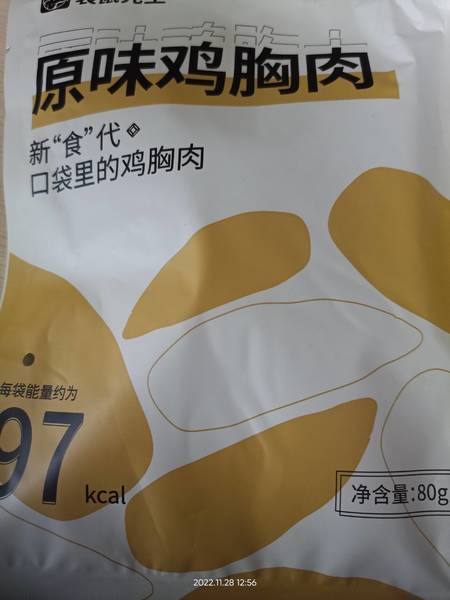 原味鸡胸肉
新“食”代
口袋里的鸡胸肉
每袋能量约为
97
kcal
净含量:80g
2022.11.28 12:56